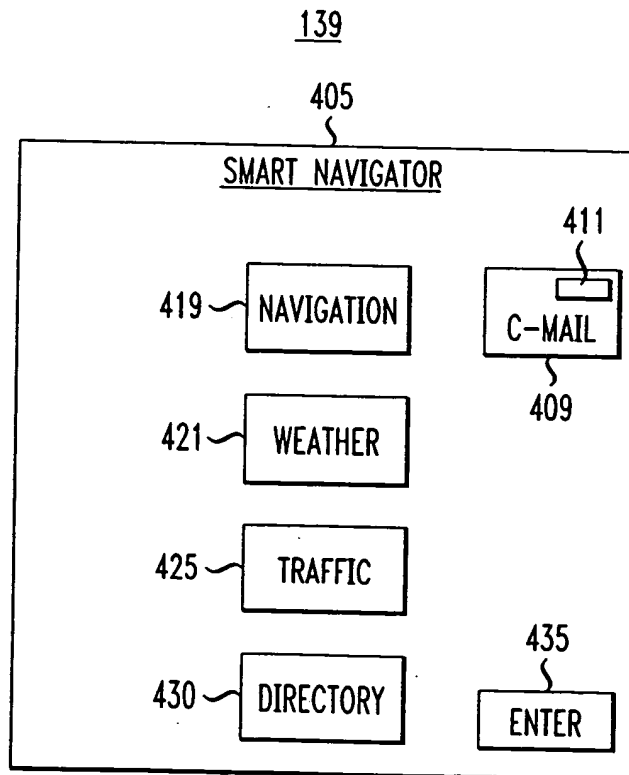 139
405
SMART NAVIGATOR
411
419 NAVIGATION
C-MAIL
409
421 WEATHER
425 TRAFFIC
435
430 DIRECTORY
ENTER